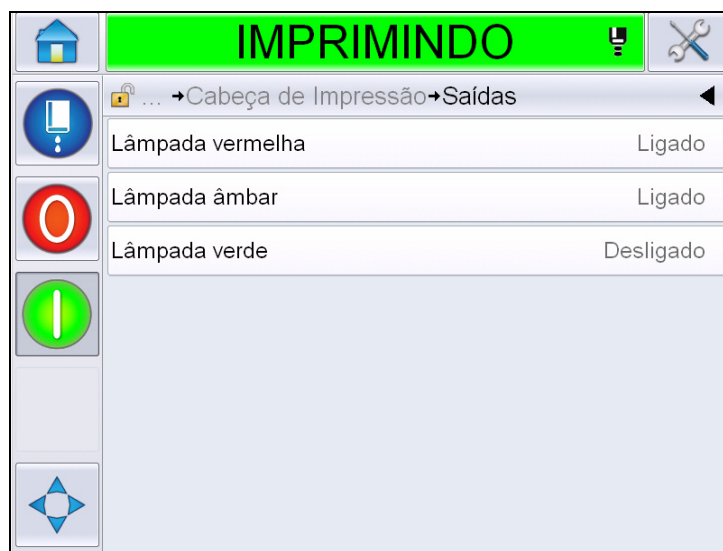 IMPRIMINDO
... →Cabeça de Impressão→Saídas
Lâmpada vermelha Ligado
Lâmpada âmbar Ligado
Lâmpada verde Desligado